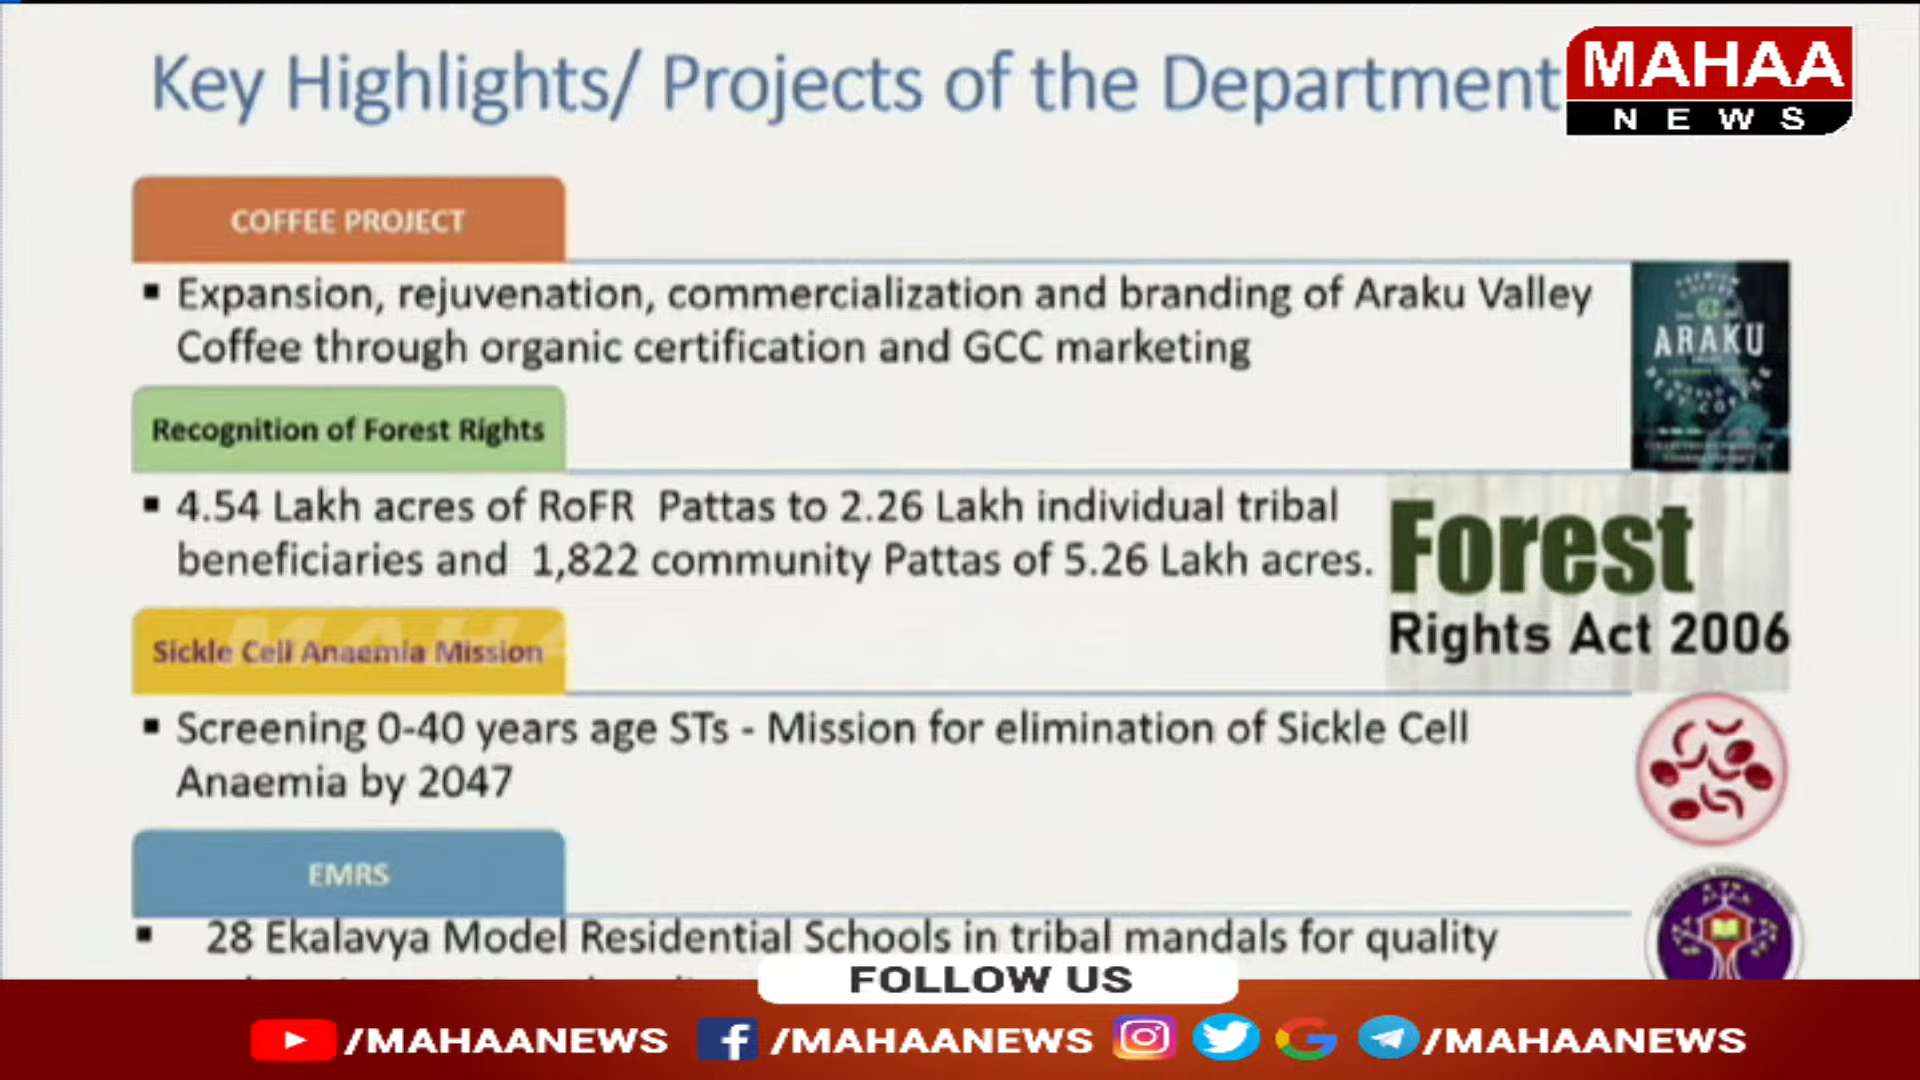 Key Highlights/ Projects of the Department
MAHAA
NEWS
COFFEE PROJECT
▪ Expansion, rejuvenation, commercialization and branding of Araku Valley
Coffee through organic certification and GCC marketing
ARAKU
Recognition of Forest Rights
▪ 4.54 Lakh acres of RoFR Pattas to 2.26 Lakh individual tribal
beneficiaries and 1,822 community Pattas of 5.26 Lakh acres.
Forest
Rights Act 2006
Sickle Cell Anaemia Mission
▪ Screening 0-40 years age STs - Mission for elimination of Sickle Cell
Anaemia by 2047
EMRS
▪ 28 Ekalavya Model Residential Schools in tribal mandals for quality
FOLLOW US
/MAHAANEWS /MAHAANEWS /MAHAANEWS